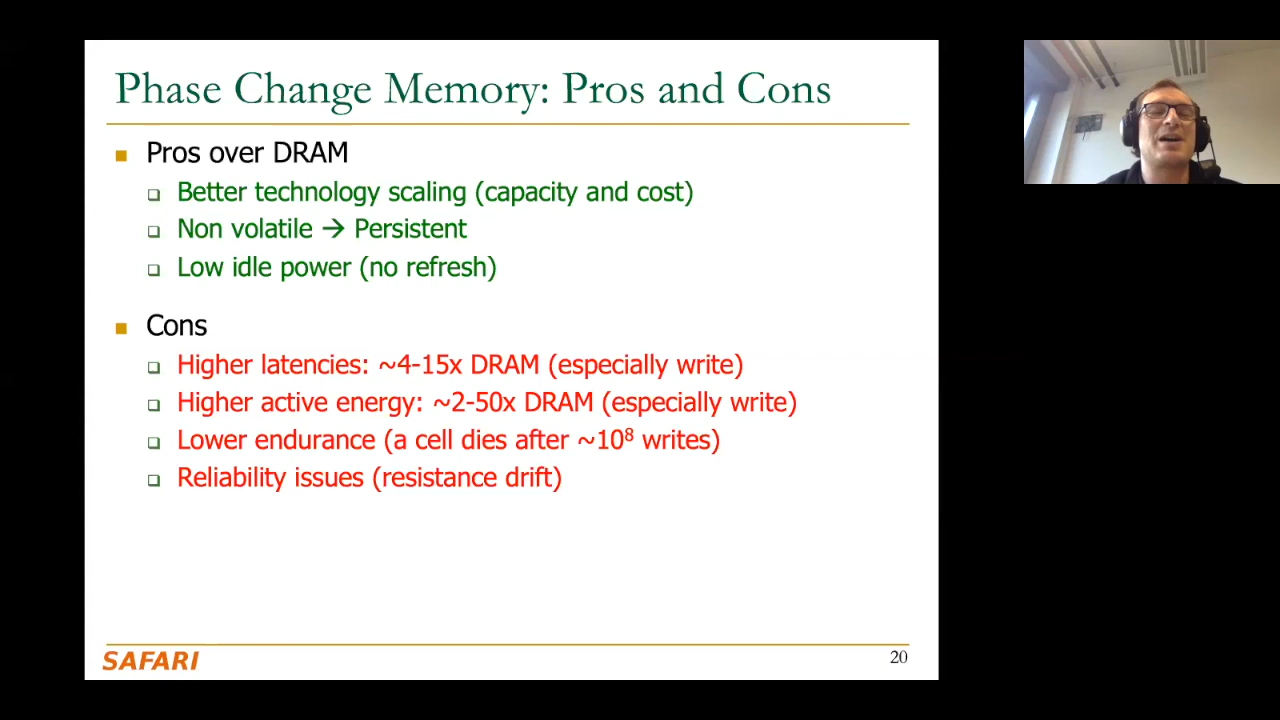 Phase Change Memory: Pros and Cons
Pros over DRAM
Better technology scaling (capacity and cost)
Non volatile → Persistent
Low idle power (no refresh)
Cons
Higher latencies: ~4-15x DRAM (especially write)
Higher active energy: ~2-50x DRAM (especially write)
Lower endurance (a cell dies after ~10⁸ writes)
Reliability issues (resistance drift)
SAFARI
20